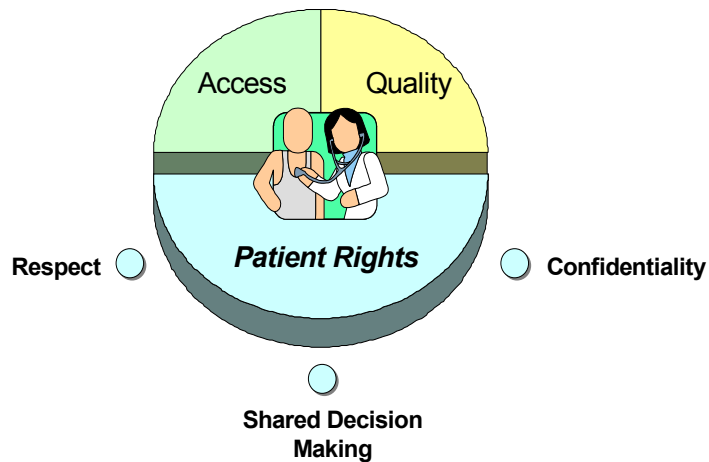 Access
Quality
Patient Rights
Respect
Confidentiality
Shared Decision
Making